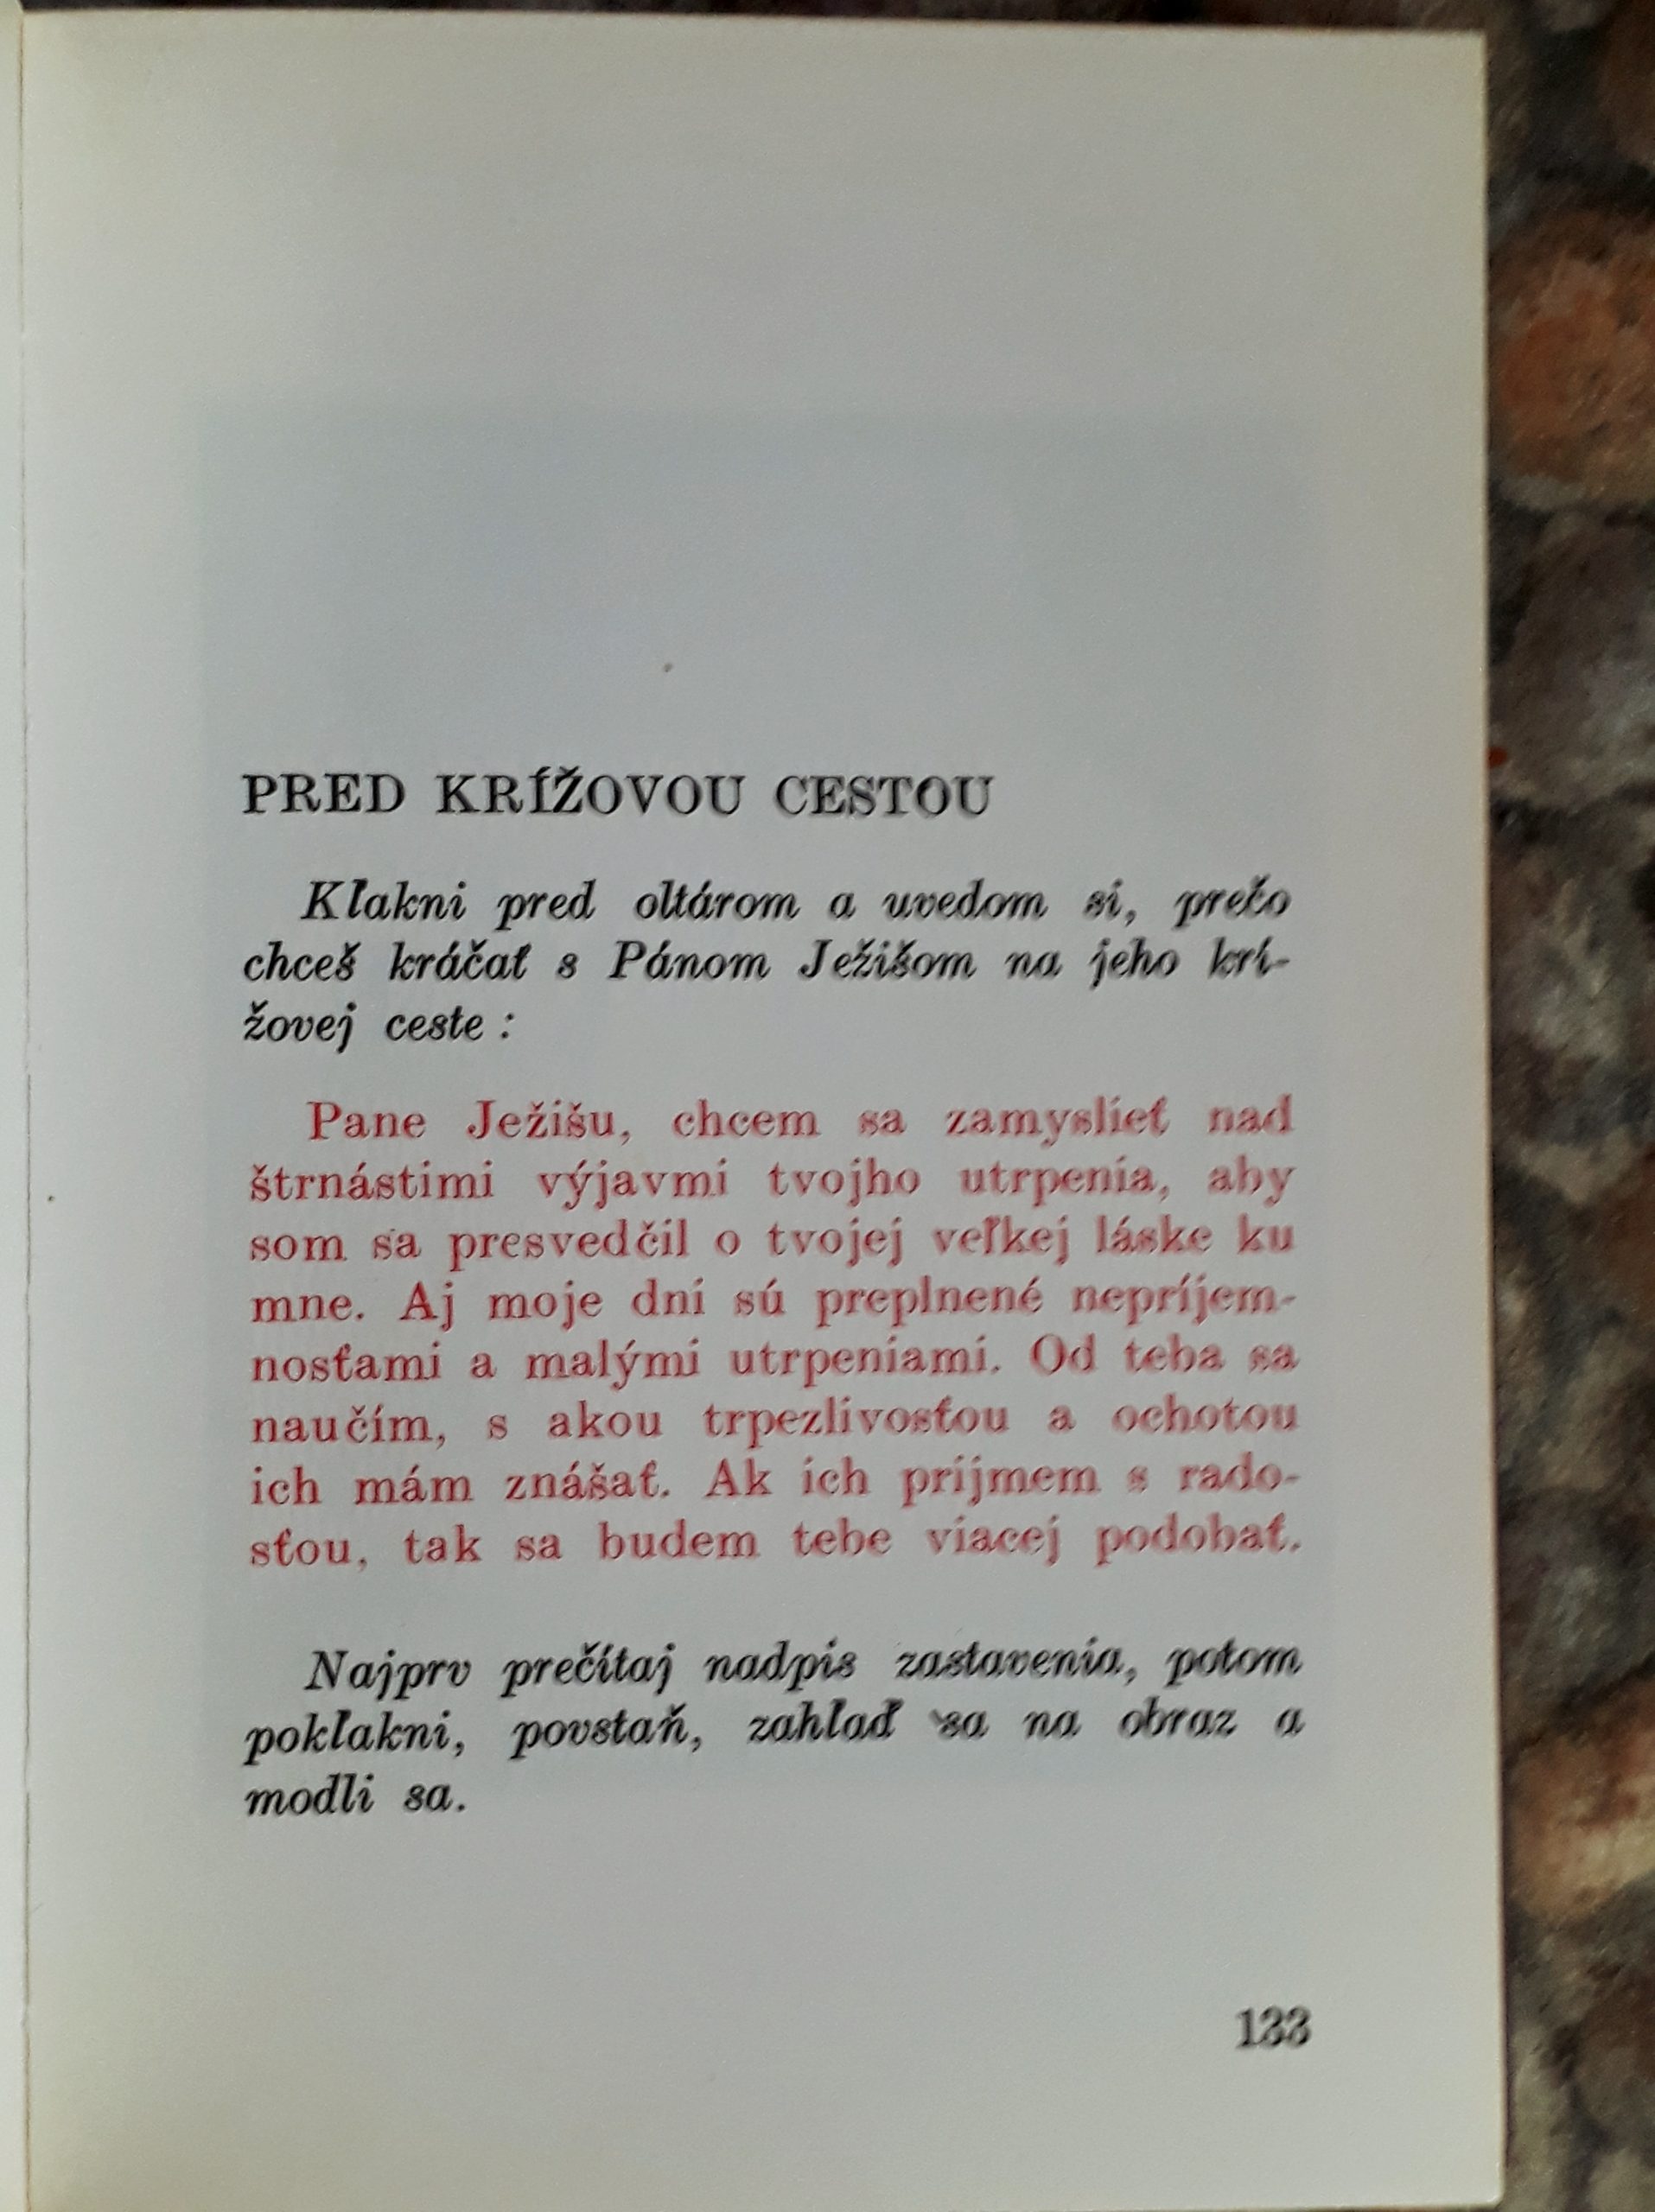 PRED KRÍŽOVOU CESTOU
Kľakni pred oltárom a uvedom si, prečo
chceš kráčať s Pánom Ježišom na jeho krí-
žovej ceste :
Pane Ježišu, chcem sa zamyslieť nad
štrnástimi výjavmi tvojho utrpenia, aby
som sa presvedčil o tvojej veľkej láske ku
mne. Aj moje dni sú preplnené nepríjem-
nosťami a malými utrpeniami. Od teba sa
naučím, s akou trpezlivosťou a ochotou
ich mám znášať. Ak ich prijmem s rado-
sťou, tak sa budem tebe viacej podobať.
Najprv prečítaj nadpis zastavenia, potom
pokľakni, povstaň, zahľaď sa na obraz a
modli sa.
133